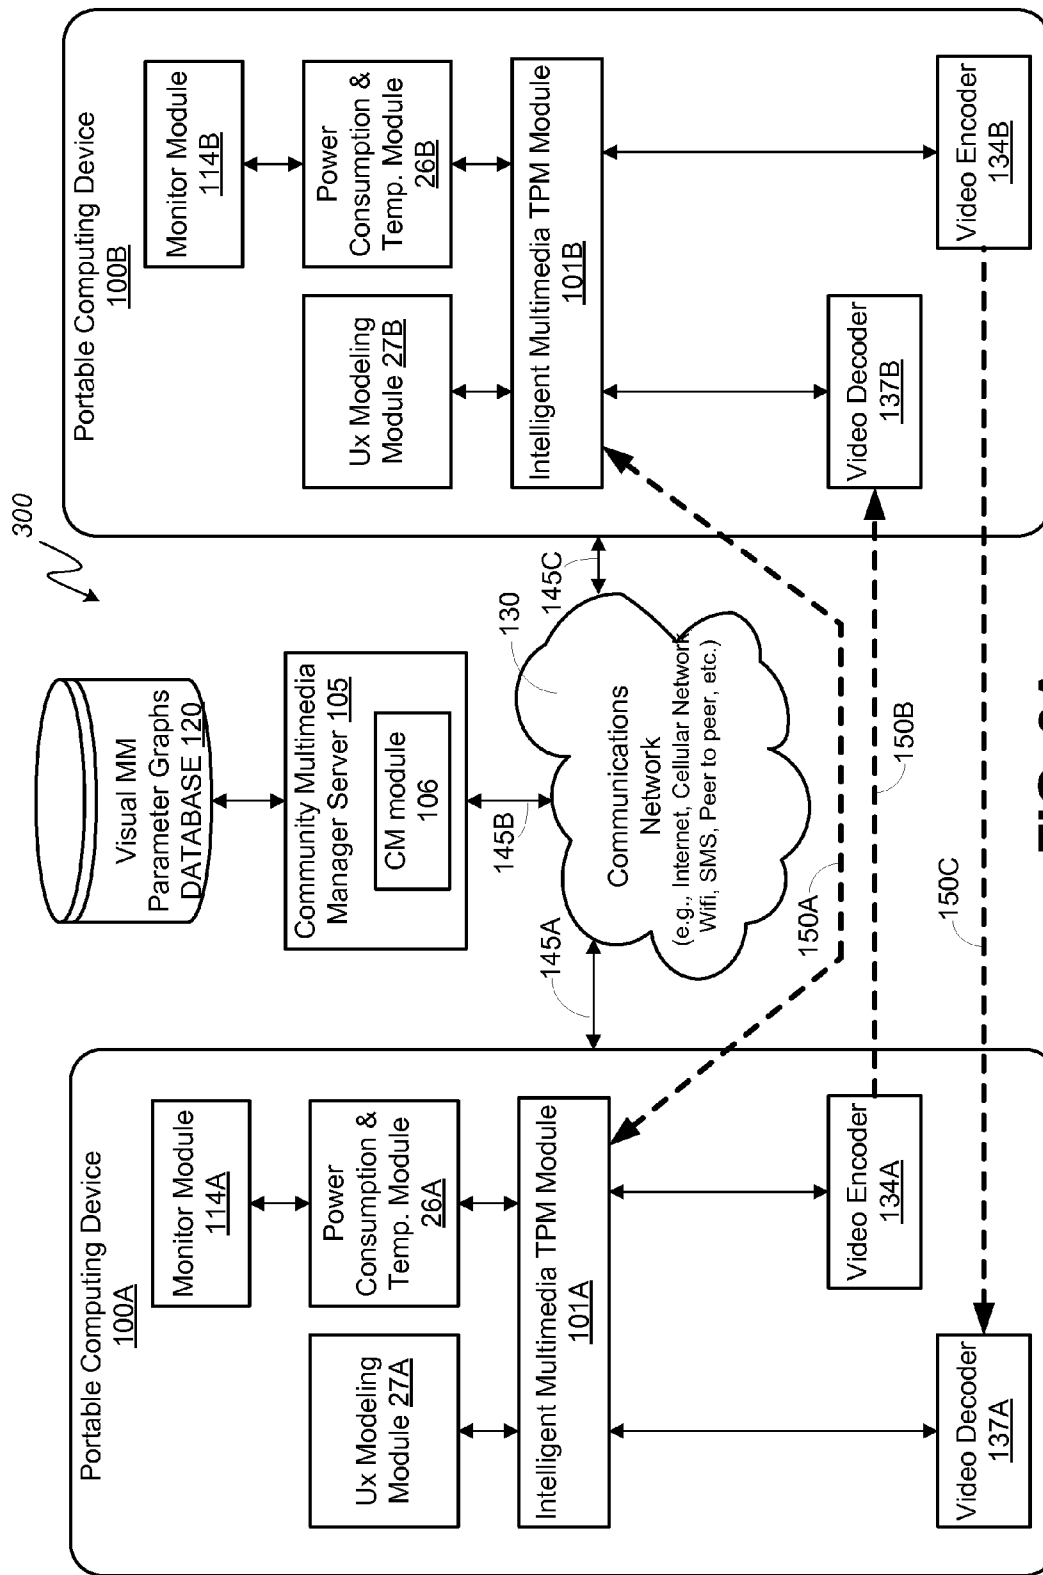 300
Visual MM
Parameter Graphs
DATABASE 120
Community Multimedia
Manager Server 105
CM module
106
145B
145A
145C
130
Communications
Network
(e.g., Internet, Cellular Network,
Wifi, SMS, Peer to peer, etc.)
150A
150B
150C
Portable Computing Device
100A
Monitor Module
114A
Power
Consumption &
Temp. Module
26A
Ux Modeling
Module 27A
Intelligent Multimedia TPM Module
101A
Video Encoder
134A
Video Decoder
137A
Portable Computing Device
100B
Monitor Module
114B
Power
Consumption &
Temp. Module
26B
Ux Modeling
Module 27B
Intelligent Multimedia TPM Module
101B
Video Decoder
137B
Video Encoder
134B